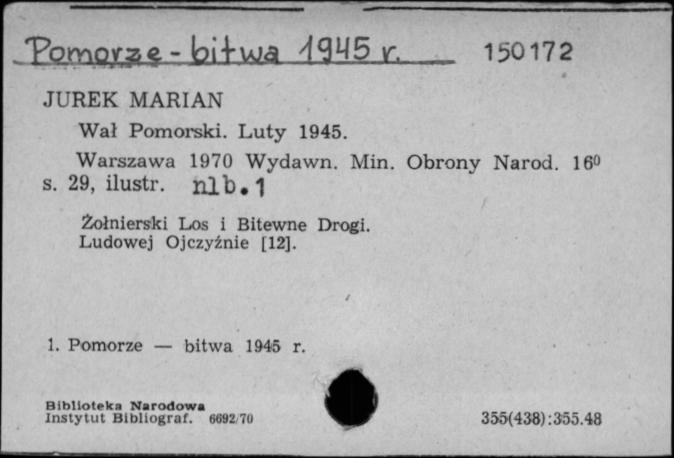 Pomorze - bitwa 1945 r. 150172
JUREK MARIAN
Wał Pomorski. Luty 1945.
Warszawa 1970 Wydawn. Min. Obrony Narod. 16⁰
s. 29, ilustr. nlb. 1
Żołnierski Los i Bitewne Drogi.
Ludowej Ojczyźnie [12].
1. Pomorze — bitwa 1945 r.
Biblioteka Narodowa
Instytut Bibliograf. 6692/70 355(438):355.48